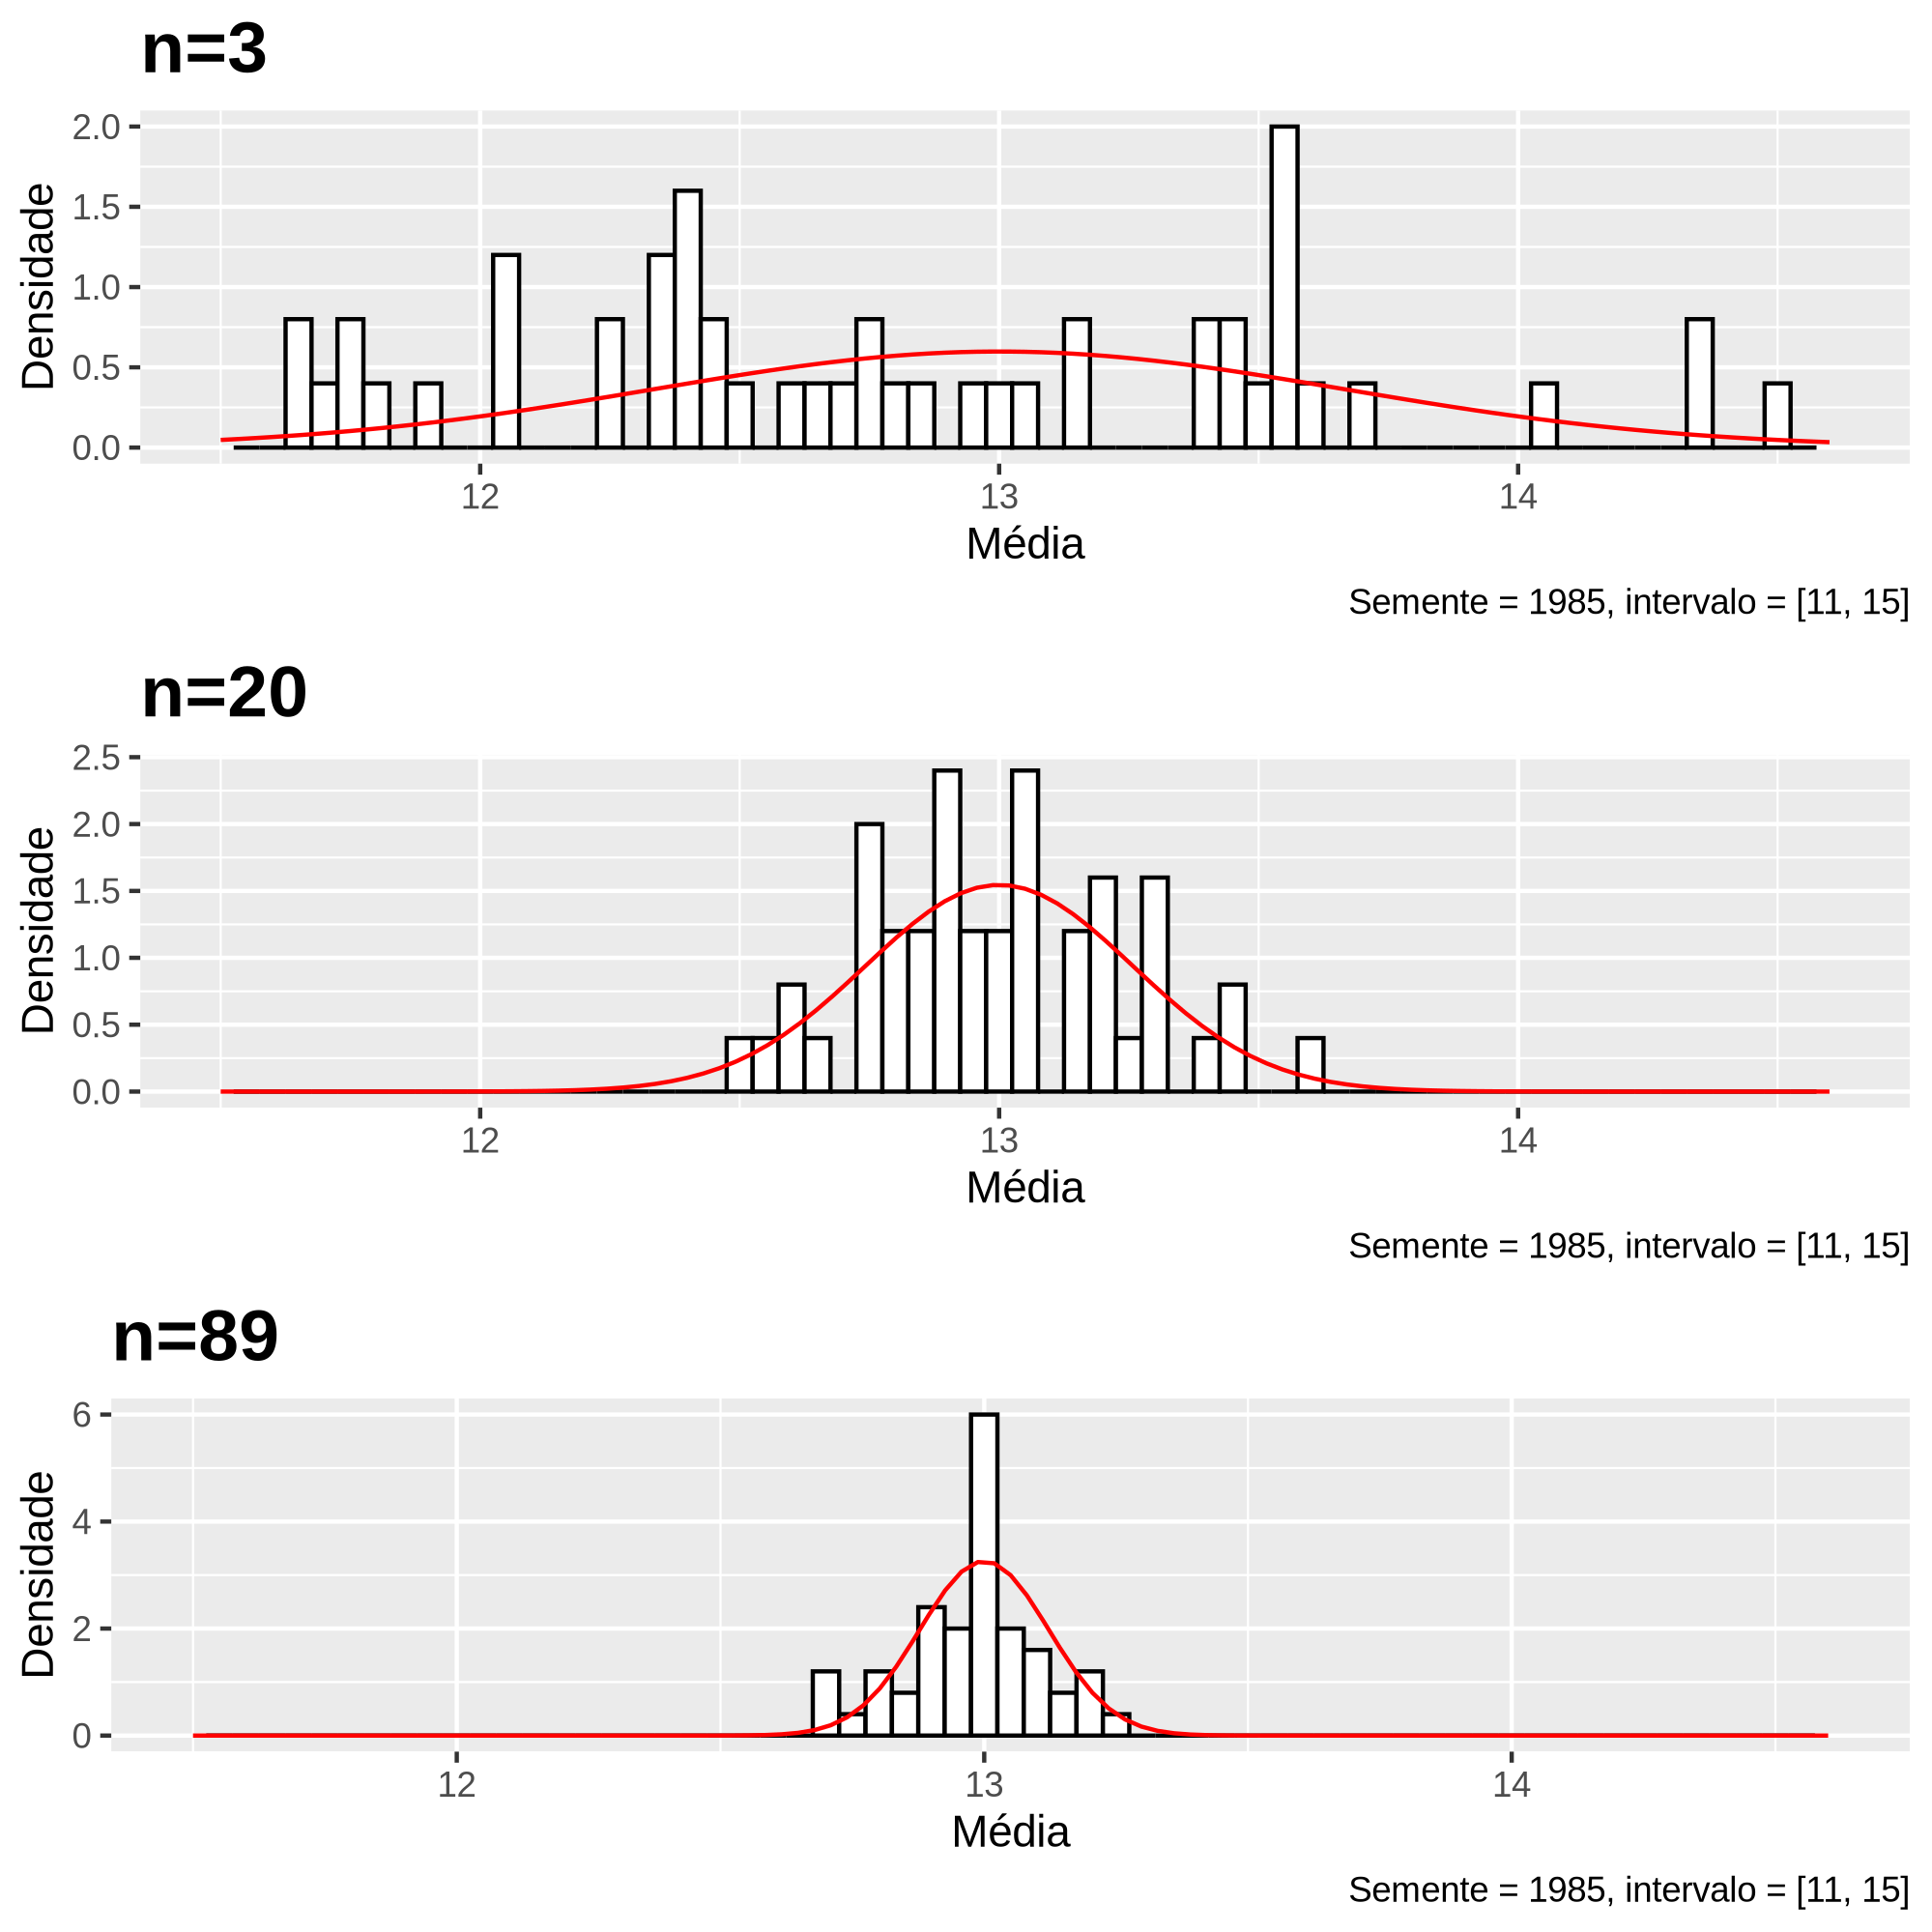 n=3
Densidade
2.0
1.5
1.0
0.5
0.0
12 13 14
Média
Semente = 1985, intervalo = [11, 15]
n=20
Densidade
2.5
2.0
1.5
1.0
0.5
0.0
12 13 14
Média
Semente = 1985, intervalo = [11, 15]
n=89
Densidade
6
4
2
0
12 13 14
Média
Semente = 1985, intervalo = [11, 15]